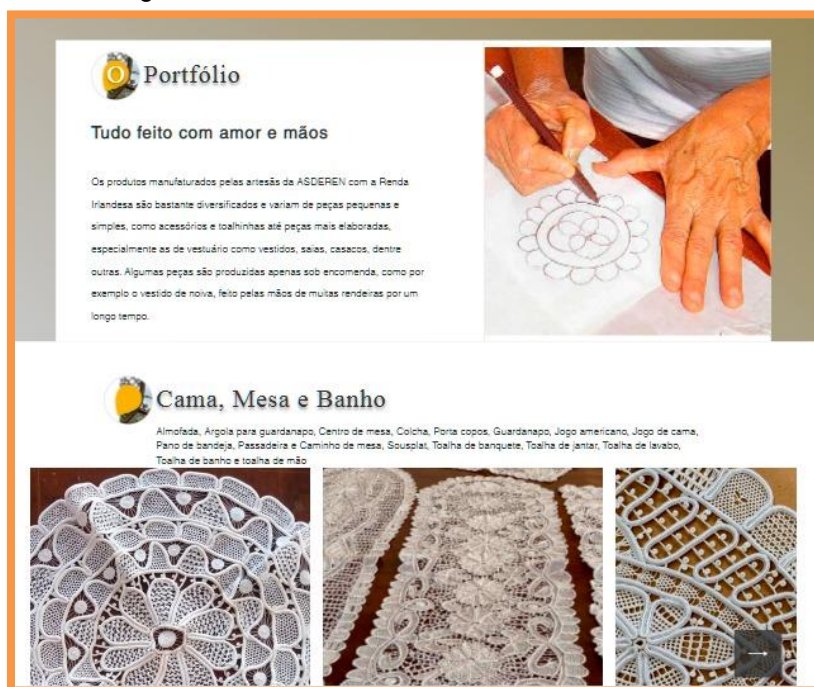 O Portfólio
Tudo feito com amor e mãos
Os produtos manufaturados pelas artesãs da ASDEREN com a Renda
Irlandesa são bastante diversificados e variam de peças pequenas e
simples, como acessórios e toalhinhas até peças mais elaboradas,
especialmente as de vestuário como vestidos, saias, casacos, dentre
outras. Algumas peças são produzidas apenas sob encomenda, como por
exemplo o vestido de noiva, feito pelas mãos de muitas rendeiras por um
longo tempo.
Cama, Mesa e Banho
Almofada, Argola para guardanapo, Centro de mesa, Colcha, Porta copos, Guardanapo, Jogo americano, Jogo de cama,
Pano de bandeja, Passadeira e Caminho de mesa, Sousplat, Toalha de banquete, Toalha de jantar, Toalha de lavabo,
Toalha de banho e toalha de mão